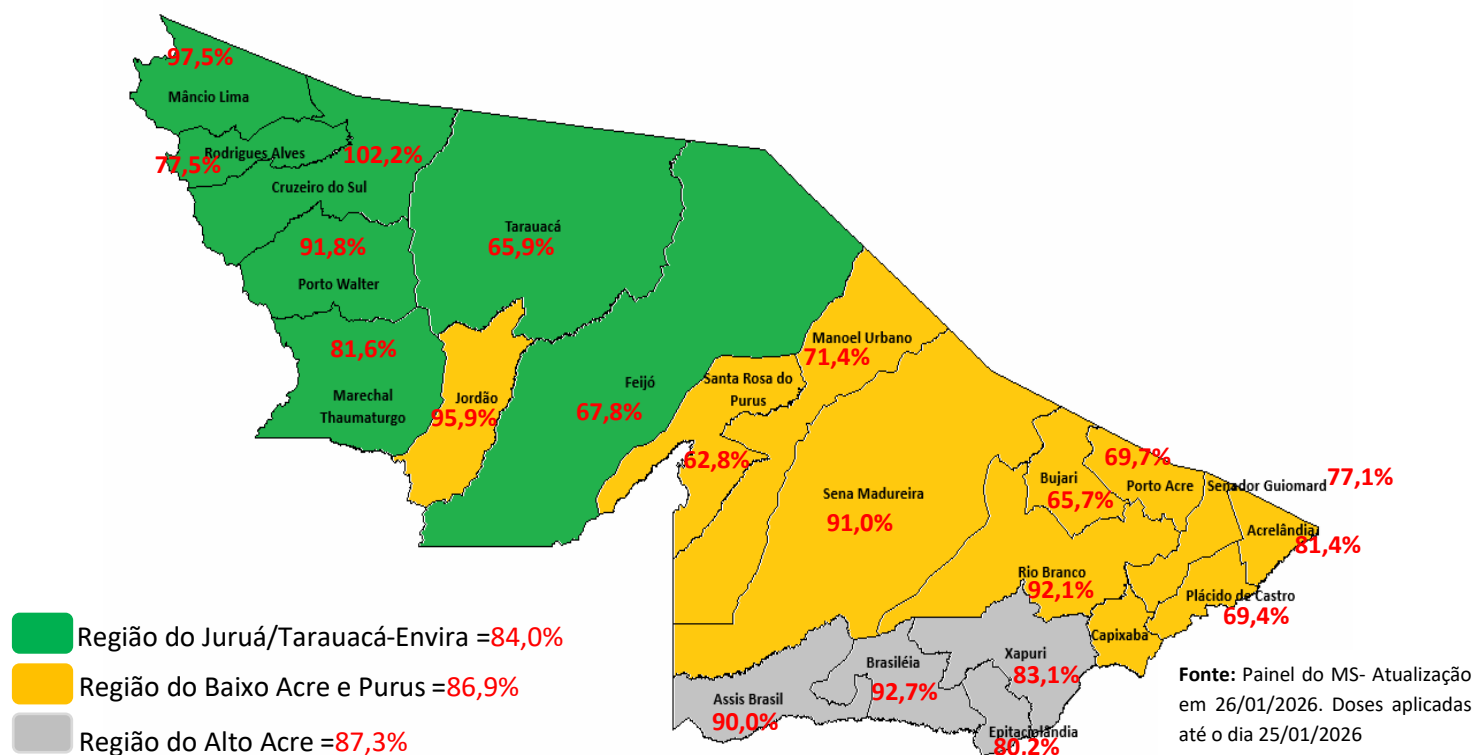 97,5%
Mâncio Lima
Rodrigues Alves
77,5%
102,2%
Cruzeiro do Sul
Tarauacá
65,9%
91,8%
Porto Walter
81,6%
Marechal
Thaumaturgo
Jordão
95,9%
Feijó
67,8%
Manoel Urbano
71,4%
Santa Rosa do
Purus
62,8%
Sena Madureira
91,0%
Bujari
65,7%
69,7%
Porto Acre
Senador Guiomard
77,1%
Acrelândia
81,4%
Rio Branco
92,1%
Plácido de Castro
69,4%
Capixaba
Xapuri
83,1%
Brasiléia
92,7%
Assis Brasil
90,0%
Epitaciolândia
80,2%
Região do Juruá/Tarauacá-Envira =84,0%
Região do Baixo Acre e Purus =86,9%
Região do Alto Acre =87,3%
Fonte: Painel do MS- Atualização
em 26/01/2026. Doses aplicadas
até o dia 25/01/2026